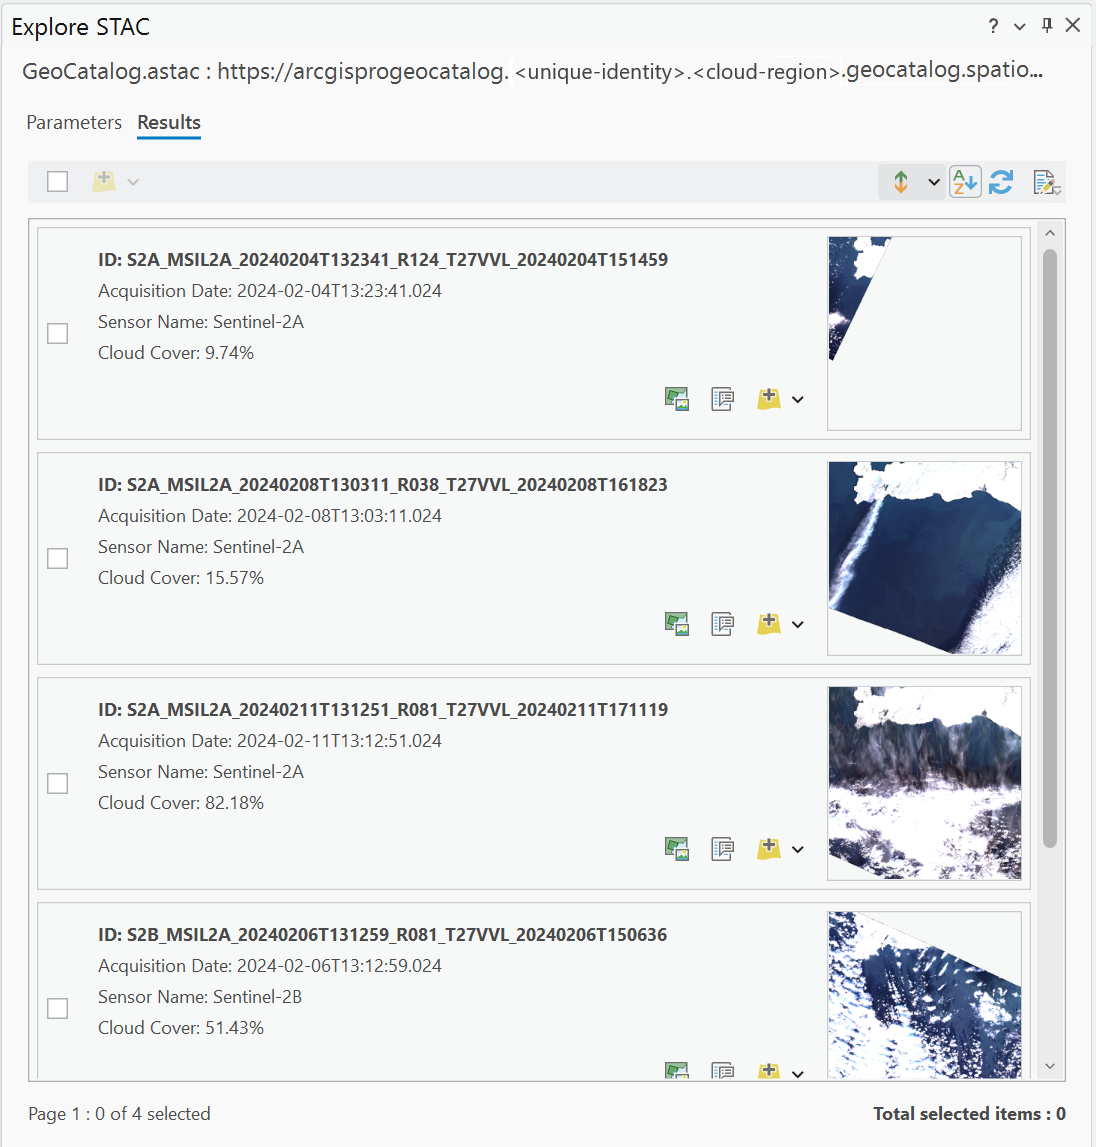 Explore STAC
GeoCatalog.astac : https://arcgisprogeocatalog. <unique-identity>.<cloud-region>.geocatalog.spatio...
Parameters Results
ID: S2A_MSIL2A_20240204T132341_R124_T27VVL_20240204T151459
Acquisition Date: 2024-02-04T13:23:41.024
Sensor Name: Sentinel-2A
Cloud Cover: 9.74%
ID: S2A_MSIL2A_20240208T130311_R038_T27VVL_20240208T161823
Acquisition Date: 2024-02-08T13:03:11.024
Sensor Name: Sentinel-2A
Cloud Cover: 15.57%
ID: S2A_MSIL2A_20240211T131251_R081_T27VVL_20240211T171119
Acquisition Date: 2024-02-11T13:12:51.024
Sensor Name: Sentinel-2A
Cloud Cover: 82.18%
ID: S2B_MSIL2A_20240206T131259_R081_T27VVL_20240206T150636
Acquisition Date: 2024-02-06T13:12:59.024
Sensor Name: Sentinel-2B
Cloud Cover: 51.43%
Page 1 : 0 of 4 selected
Total selected items : 0